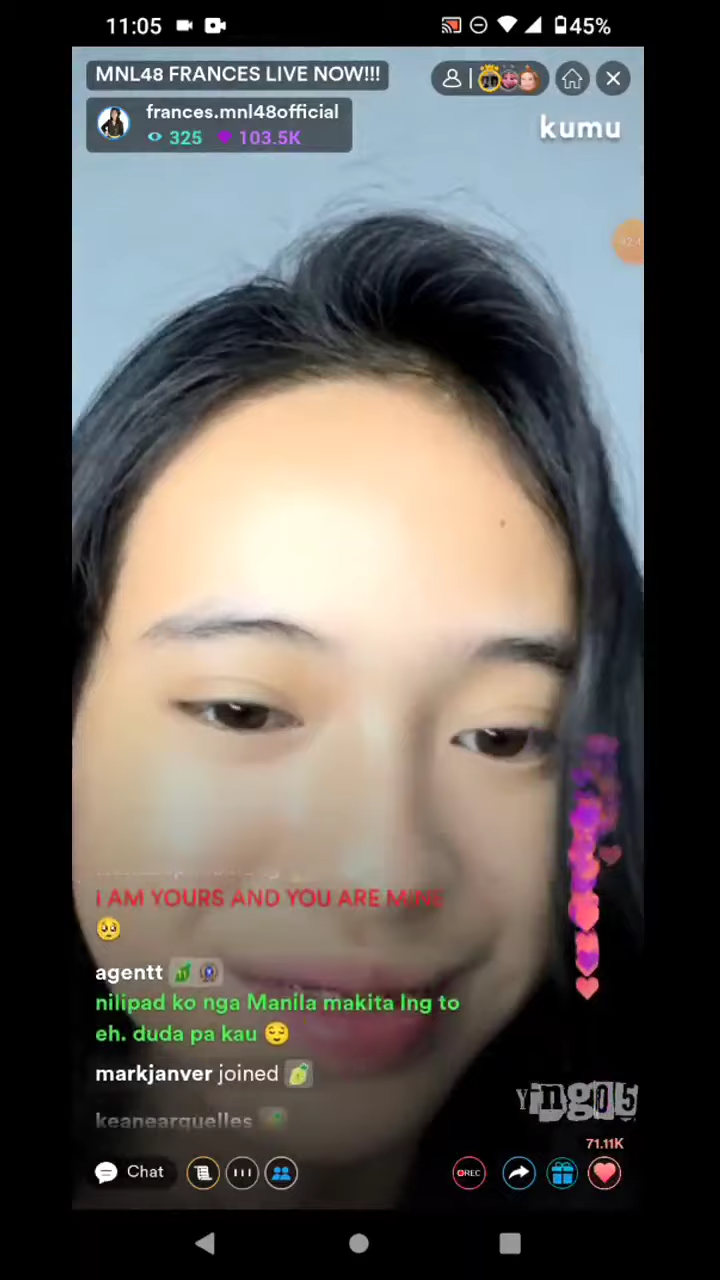 11:05
45%
MNL48 FRANCES LIVE NOW!!!
frances.mnl48official
325 103.5K
kumu
I AM YOURS AND YOU ARE MINE
🥺
agentt
nilipad ko nga Manila makita lng to
eh. duda pa kau 😌
markjanver joined
keanearquelles
Yngo5
71.11K
Chat
REC